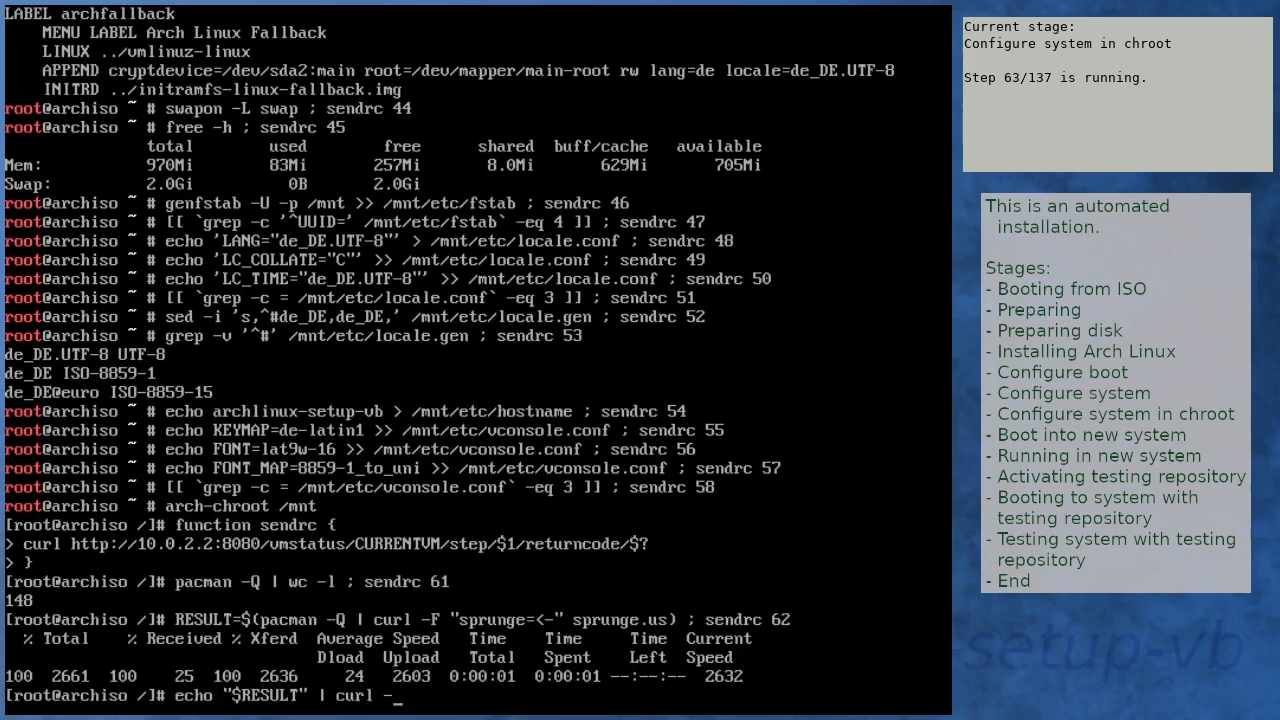 LABEL archfallback
    MENU LABEL Arch Linux Fallback
    LINUX ../vmlinuz-linux
    APPEND cryptdevice=/dev/sda2:main root=/dev/mapper/main-root rw lang=de locale=de_DE.UTF-8
    INITRD ../initramfs-linux-fallback.img
root@archiso ~ # swapon -L swap ; sendrc 44
root@archiso ~ # free -h ; sendrc 45
               total        used        free      shared  buff/cache   available
Mem:           970Mi        83Mi       257Mi       8.0Mi       629Mi       705Mi
Swap:          2.0Gi          0B       2.0Gi
root@archiso ~ # genfstab -U -p /mnt >> /mnt/etc/fstab ; sendrc 46
root@archiso ~ # [[ `grep -c '^UUID=' /mnt/etc/fstab` -eq 4 ]] ; sendrc 47
root@archiso ~ # echo 'LANG="de_DE.UTF-8"' > /mnt/etc/locale.conf ; sendrc 48
root@archiso ~ # echo 'LC_COLLATE="C"' >> /mnt/etc/locale.conf ; sendrc 49
root@archiso ~ # echo 'LC_TIME="de_DE.UTF-8"' >> /mnt/etc/locale.conf ; sendrc 50
root@archiso ~ # [[ `grep -c = /mnt/etc/locale.conf` -eq 3 ]] ; sendrc 51
root@archiso ~ # sed -i 's,^#de_DE,de_DE,' /mnt/etc/locale.gen ; sendrc 52
root@archiso ~ # grep -v '^#' /mnt/etc/locale.gen ; sendrc 53
de_DE.UTF-8 UTF-8
de_DE ISO-8859-1
de_DE@euro ISO-8859-15
root@archiso ~ # echo archlinux-setup-vb > /mnt/etc/hostname ; sendrc 54
root@archiso ~ # echo KEYMAP=de-latin1 >> /mnt/etc/vconsole.conf ; sendrc 55
root@archiso ~ # echo FONT=lat9w-16 >> /mnt/etc/vconsole.conf ; sendrc 56
root@archiso ~ # echo FONT_MAP=8859-1_to_uni >> /mnt/etc/vconsole.conf ; sendrc 57
root@archiso ~ # [[ `grep -c = /mnt/etc/vconsole.conf` -eq 3 ]] ; sendrc 58
root@archiso ~ # arch-chroot /mnt
[root@archiso /]# function sendrc {
> curl http://10.0.2.2:8080/vmstatus/CURRENTVM/step/$1/returncode/$?
> }
[root@archiso /]# pacman -Q | wc -l ; sendrc 61
148
[root@archiso /]# RESULT=$(pacman -Q | curl -F "sprunge=<-" sprunge.us) ; sendrc 62
  % Total    % Received % Xferd  Average Speed   Time    Time     Time  Current
                                 Dload  Upload   Total   Spent    Left  Speed
100  2661  100    25  100  2636     24   2603  0:00:01  0:00:01 --:--:--  2632
[root@archiso /]# echo "$RESULT" | curl -_
Current stage:
Configure system in chroot
Step 63/137 is running.
This is an automated
installation.
Stages:
- Booting from ISO
- Preparing
- Preparing disk
- Installing Arch Linux
- Configure boot
- Configure system
- Configure system in chroot
- Boot into new system
- Running in new system
- Activating testing repository
- Booting to system with
testing repository
- Testing system with testing
repository
- End
setup-vb